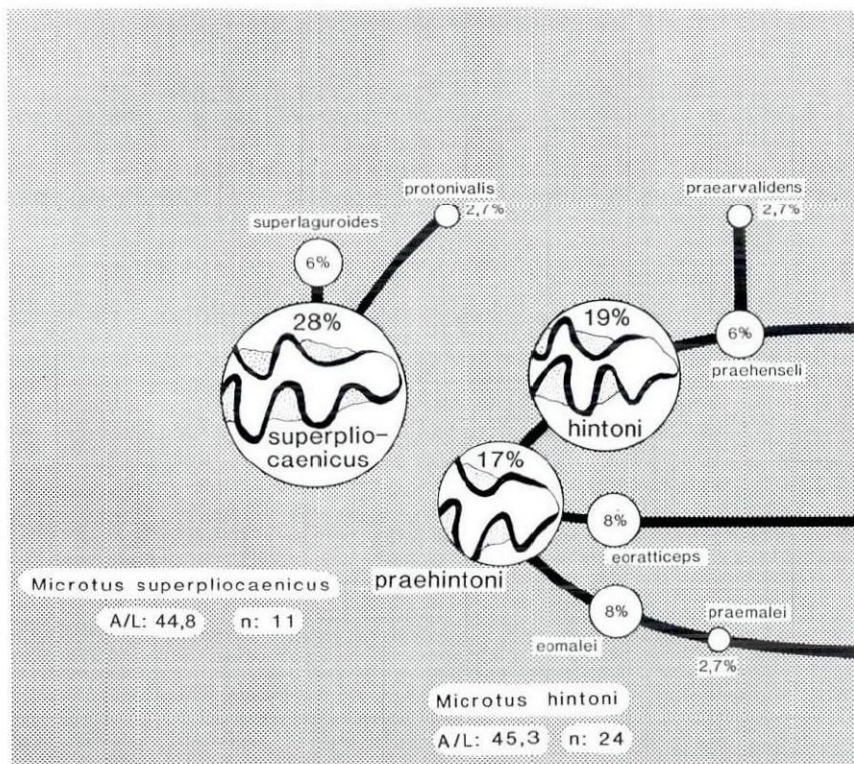 protonivalis
2,7%
superlaguroides
6%
28%
superplio-
caenicus
praearvalidens
2,7%
19%
hintoni
6%
praehenseli
17%
praehintoni
8%
eoratticeps
8%
eomalei
praemalei
2,7%
Microtus superpliocaenicus
A/L: 44,8 n: 11
Microtus hintoni
A/L: 45,3 n: 24